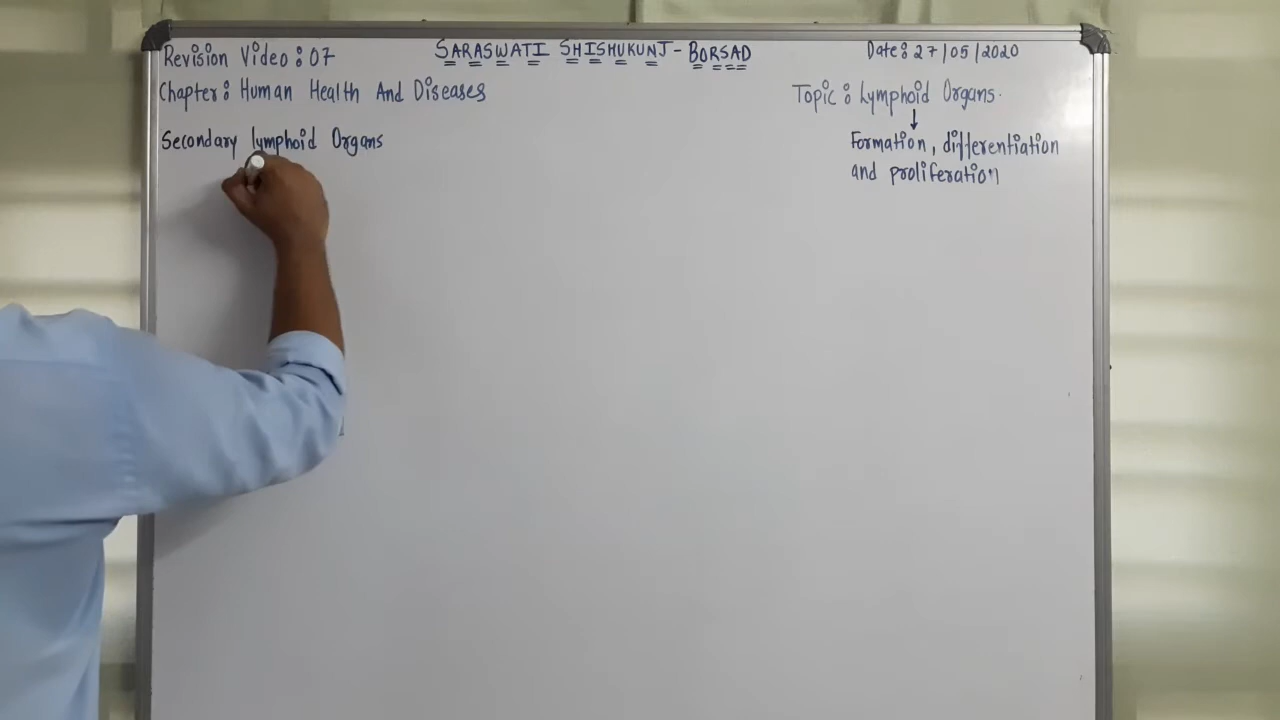 Revision Video : 07
SARASWATI SHISHUKUNJ - BORSAD
Date : 27/05/2020
Chapter : Human Health And Diseases
Topic : Lymphoid Organs.
↓
Formation, differentiation
and proliferation
Secondary lymphoid Organs